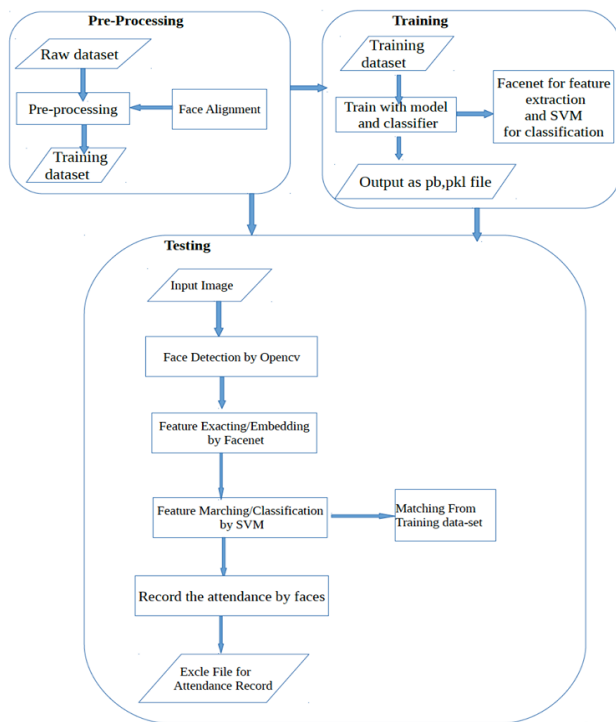 Pre-Processing
Raw dataset
Pre-processing
Face Alignment
Training
dataset
Training
Training
dataset
Train with model
and classifier
Facenet for feature
extraction
and SVM
for classification
Output as pb,pkl file
Testing
Input Image
Face Detection by Opencv
Feature Exacting/Embedding
by Facenet
Feature Marching/Classification
by SVM
Matching From
Training data-set
Record the attendance by faces
Excle File for
Attendance Record